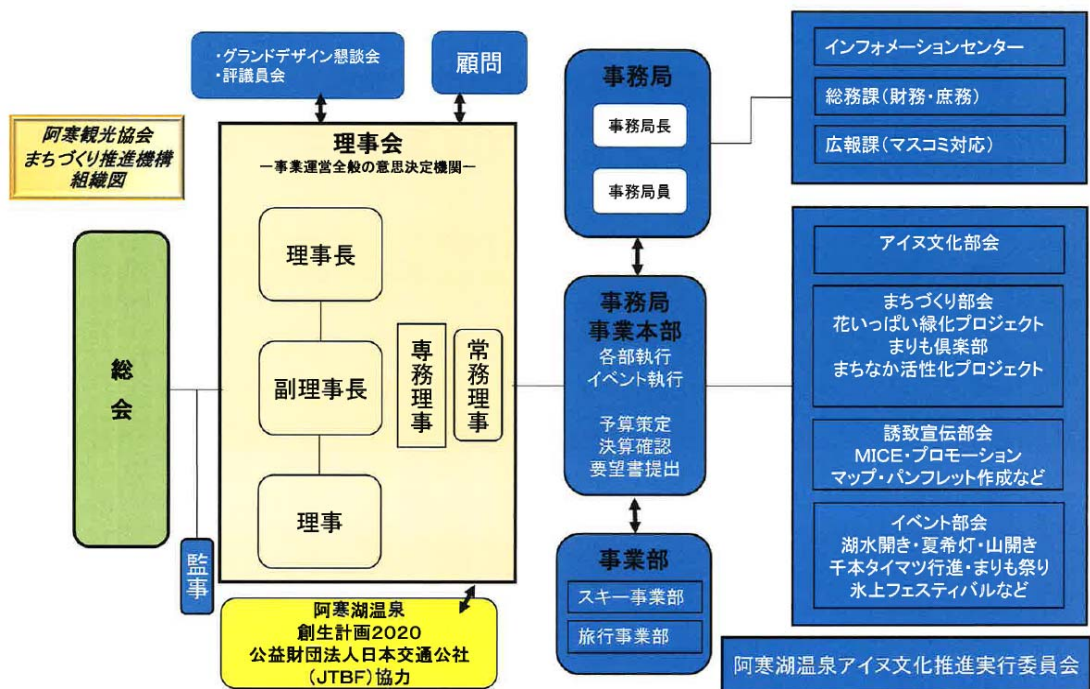 阿寒観光協会
まちづくり推進機構
組織図
・グランドデザイン懇談会
・評議員会
顧問
総会
監事
理事会
―事業運営全般の意思決定機関―
理事長
副理事長
理事
専務理事
常務理事
阿寒湖温泉
創生計画2020
公益財団法人日本交通公社
(JTBF)協力
事務局
事務局長
事務局員
事務局
事業本部
各部執行
イベント執行
予算策定
決算確認
要望書提出
事業部
スキー事業部
旅行事業部
インフォメーションセンター
総務課(財務・庶務)
広報課(マスコミ対応)
アイヌ文化部会
まちづくり部会
花いっぱい緑化プロジェクト
まりも倶楽部
まちなか活性化プロジェクト
誘致宣伝部会
MICE・プロモーション
マップ・パンフレット作成など
イベント部会
湖水開き・夏希灯・山開き
千本タイマツ行進・まりも祭り
氷上フェスティバルなど
阿寒湖温泉アイヌ文化推進実行委員会